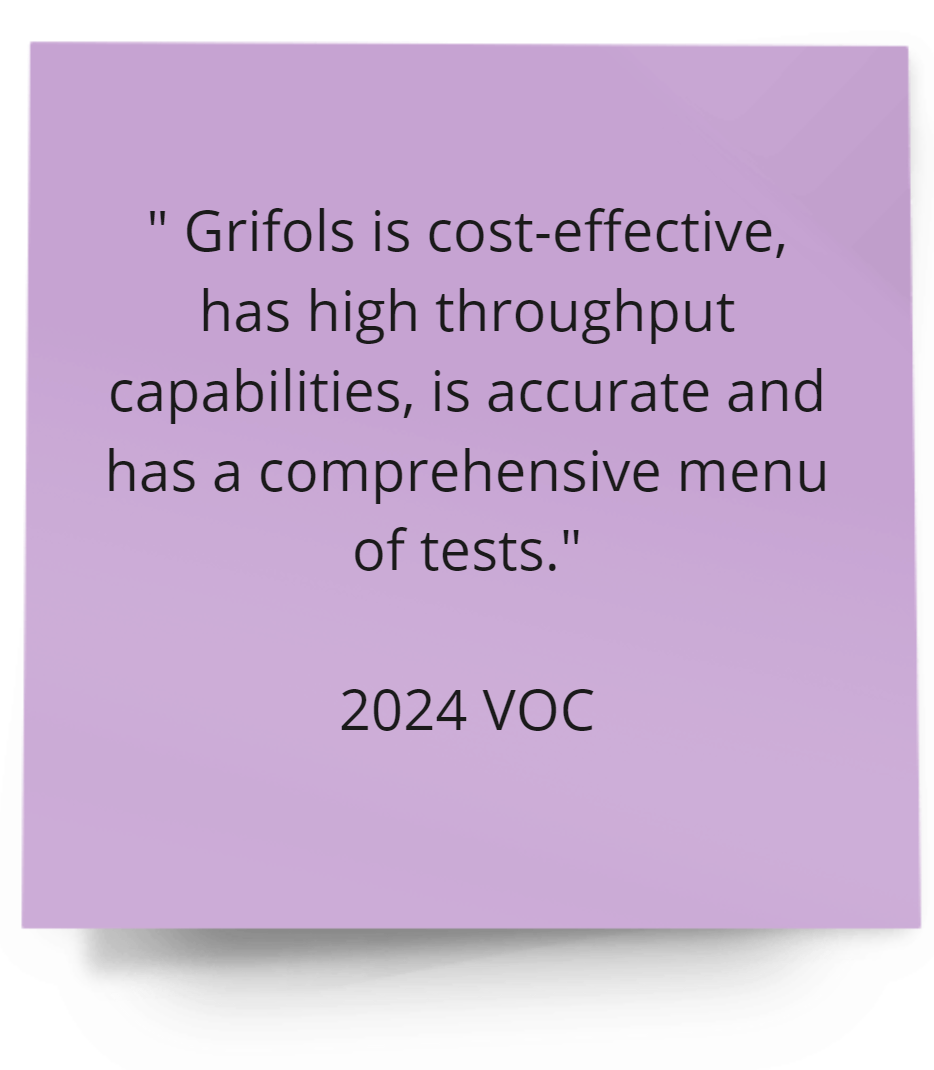 " Grifols is cost-effective,
has high throughput
capabilities, is accurate and
has a comprehensive menu
of tests."
2024 VOC